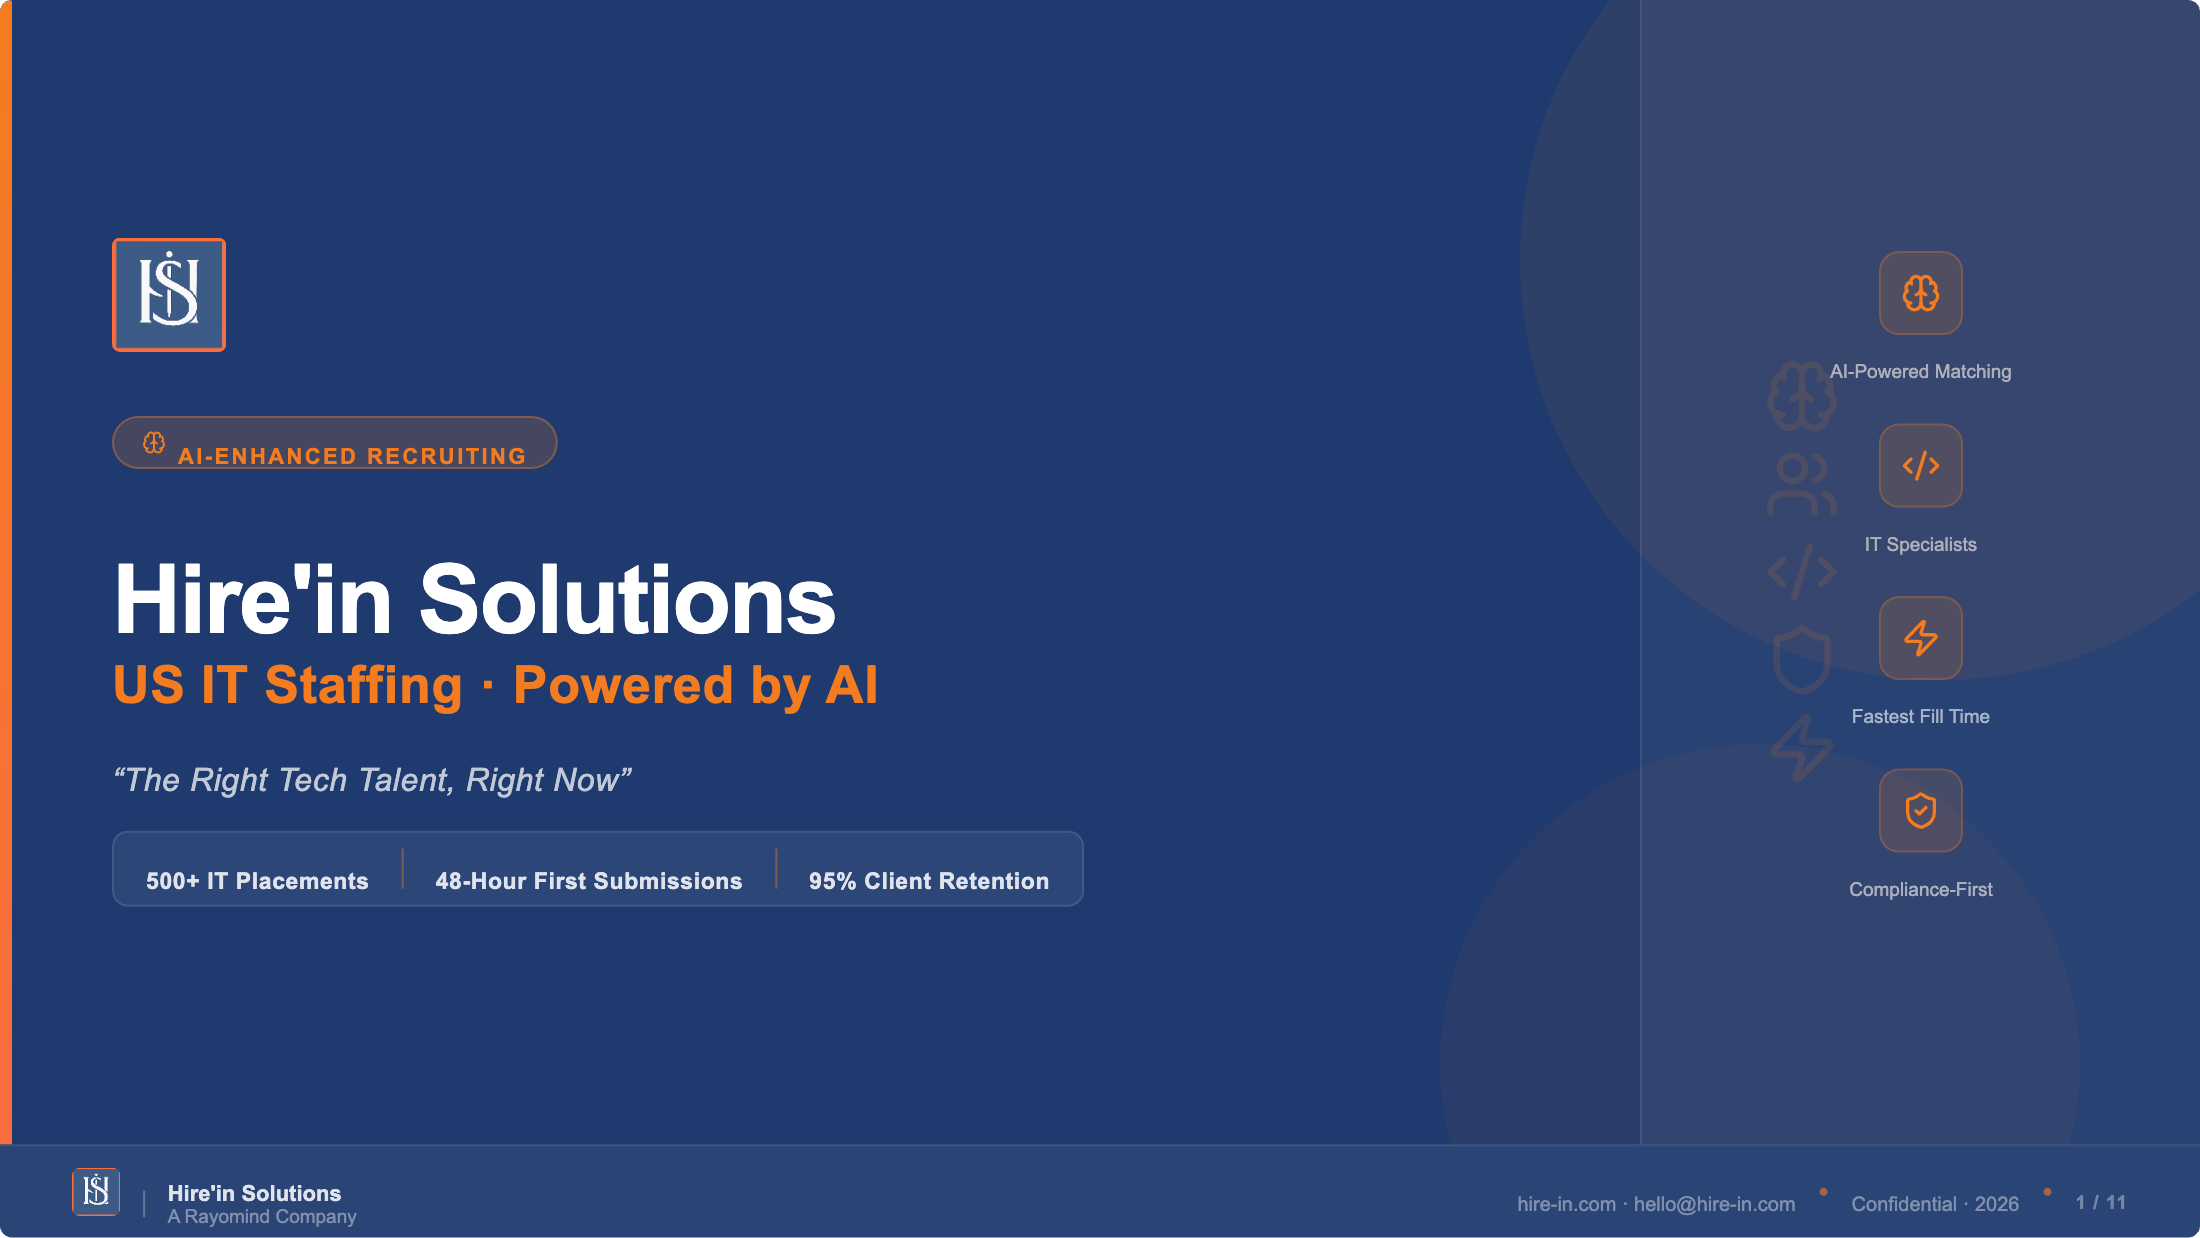 AI-ENHANCED RECRUITING
Hire'in Solutions
US IT Staffing · Powered by AI
“The Right Tech Talent, Right Now”
500+ IT Placements
48-Hour First Submissions
95% Client Retention
AI-Powered Matching
IT Specialists
Fastest Fill Time
Compliance-First
Hire'in Solutions
A Rayomind Company
hire-in.com · hello@hire-in.com • Confidential · 2026 • 1 / 11